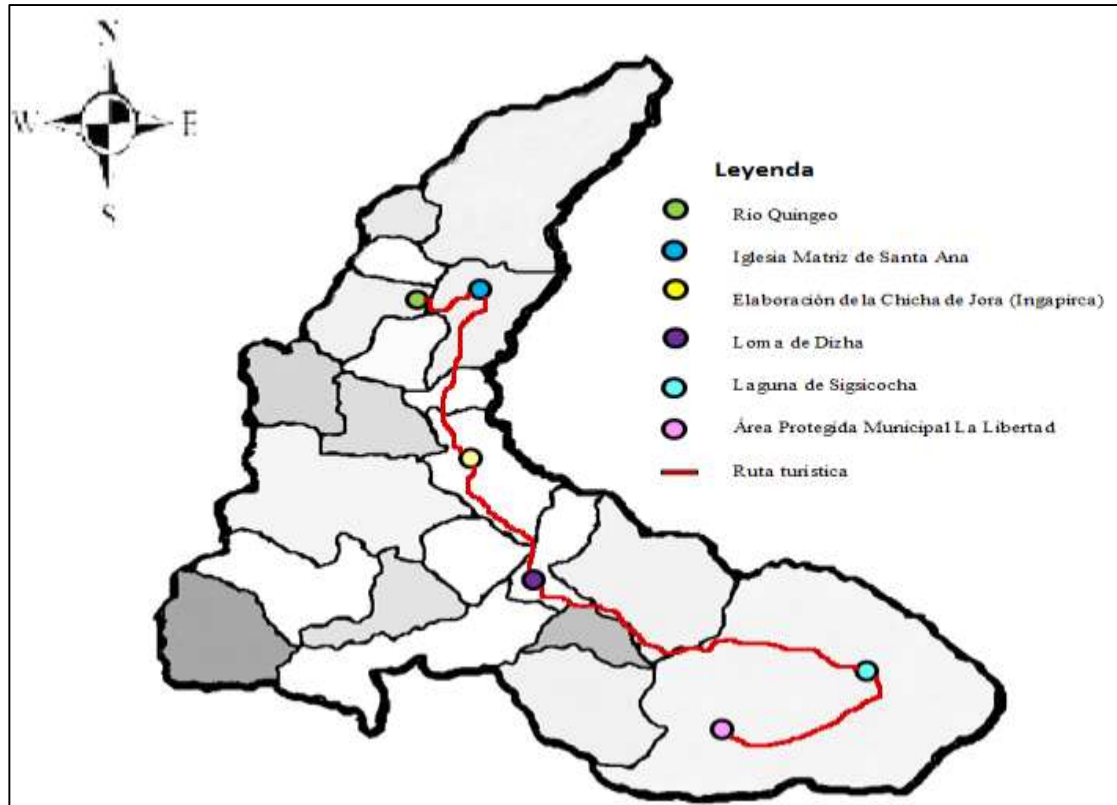 N
W E
S
Leyenda
Rio Quingeo
Iglesia Matriz de Santa Ana
Elaboración de la Chicha de Jora (Ingapirca)
Loma de Dizha
Laguna de Sigsicocha
Área Protegida Municipal La Libertad
Ruta turística